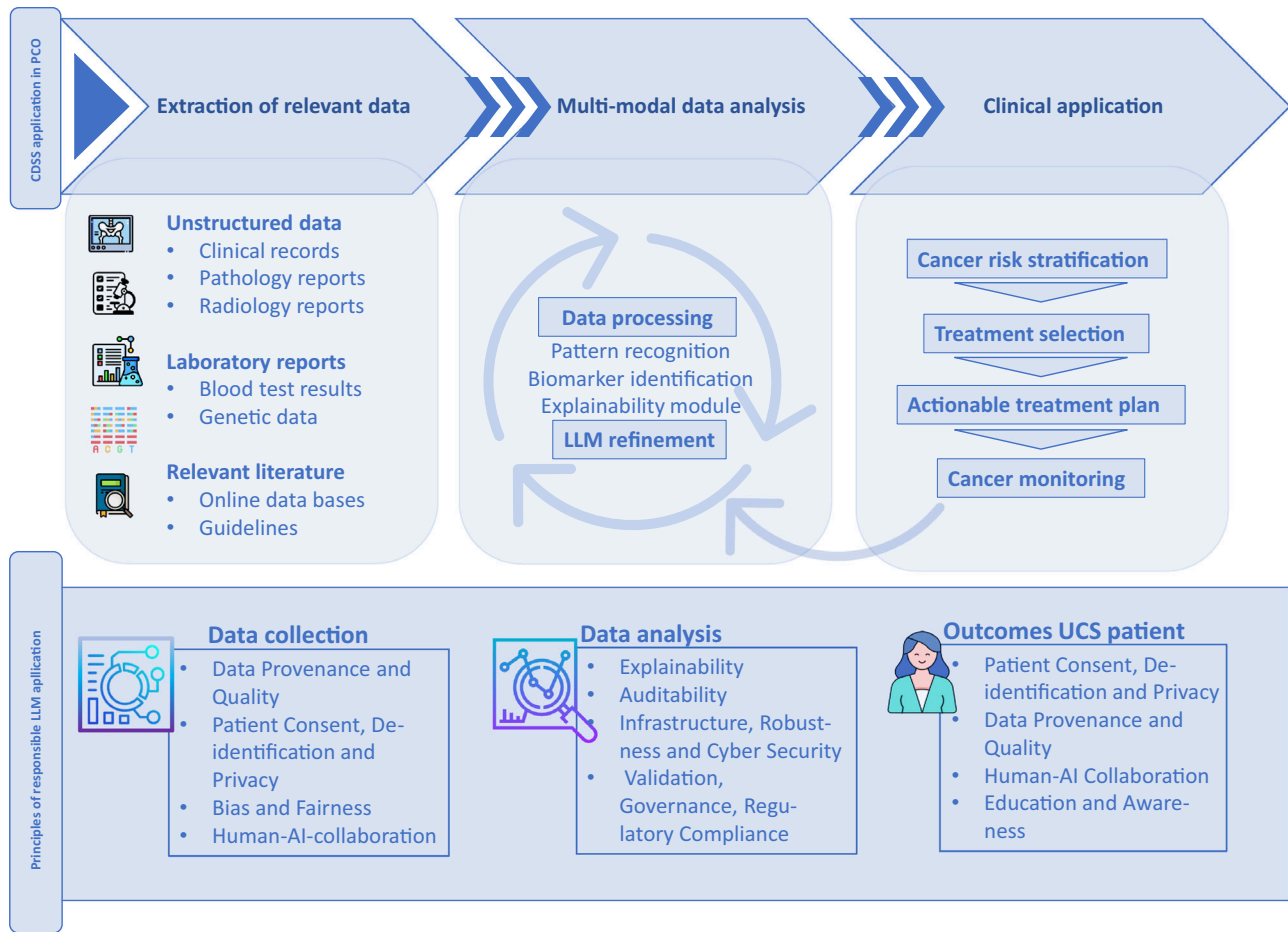 CDSS application in PCO
Extraction of relevant data
Multi-modal data analysis
Clinical application
Unstructured data
• Clinical records
• Pathology reports
• Radiology reports
Laboratory reports
• Blood test results
• Genetic data
A C G T
Relevant literature
• Online data bases
• Guidelines
Data processing
Pattern recognition
Biomarker identification
Explainability module
LLM refinement
Cancer risk stratification
Treatment selection
Actionable treatment plan
Cancer monitoring
Principles of responsible LLM aplication
Data collection
• Data Provenance and
Quality
• Patient Consent, De-
identification and
Privacy
• Bias and Fairness
• Human-AI-collaboration
Data analysis
• Explainability
• Auditability
• Infrastructure, Robust-
ness and Cyber Security
• Validation,
Governance, Regu-
latory Compliance
Outcomes UCS patient
• Patient Consent, De-
identification and Privacy
• Data Provenance and
Quality
• Human-AI Collaboration
• Education and Aware-
ness